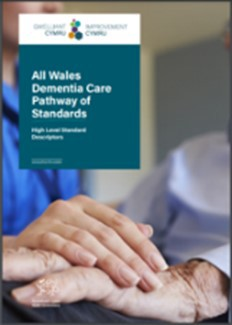 GWELLIANT
CYMRU
IMPROVEMENT
CYMRU
All Wales
Dementia Care
Pathway of
Standards
High Level Standard
Descriptors